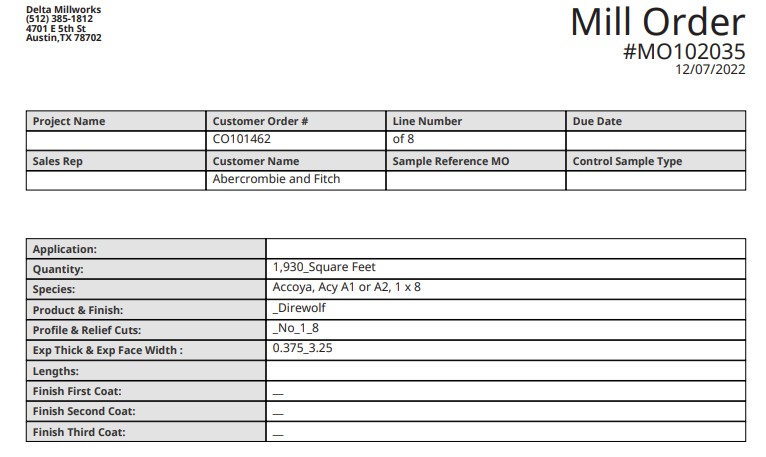 Delta Millworks
(512) 385-1812
4701 E 5th St
Austin,TX 78702
Mill Order
#MO102035
12/07/2022
Project Name Customer Order # Line Number Due Date
CO101462 of 8
Sales Rep Customer Name Sample Reference MO Control Sample Type
Abercrombie and Fitch
Application:
Quantity: 1,930_Square Feet
Species: Accoya, Acy A1 or A2, 1 x 8
Product & Finish: _Direwolf
Profile & Relief Cuts: _No_1_8
Exp Thick & Exp Face Width : 0.375_3.25
Lengths:
Finish First Coat: __
Finish Second Coat: __
Finish Third Coat: __